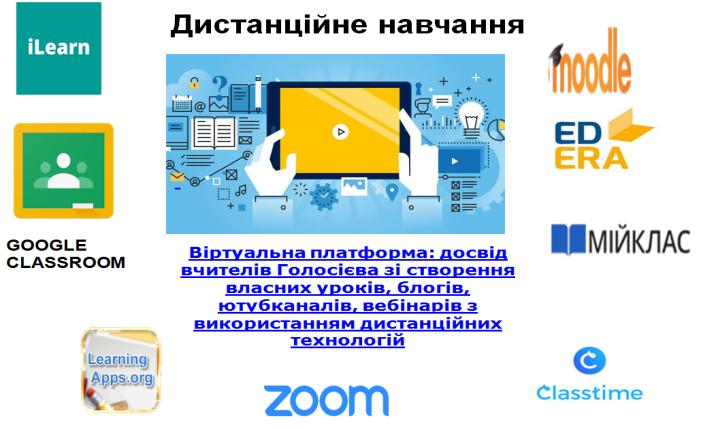 Дистанційне навчання
iLearn
moodle
ED
ERA
GOOGLE
CLASSROOM
МІЙКЛАС
Віртуальна платформа: досвід
вчителів Голосієва зі створення
власних уроків, блогів,
ютубканалів, вебінарів з
використанням дистанційних
технологій
Learning
Apps.org
zoom
Classtime